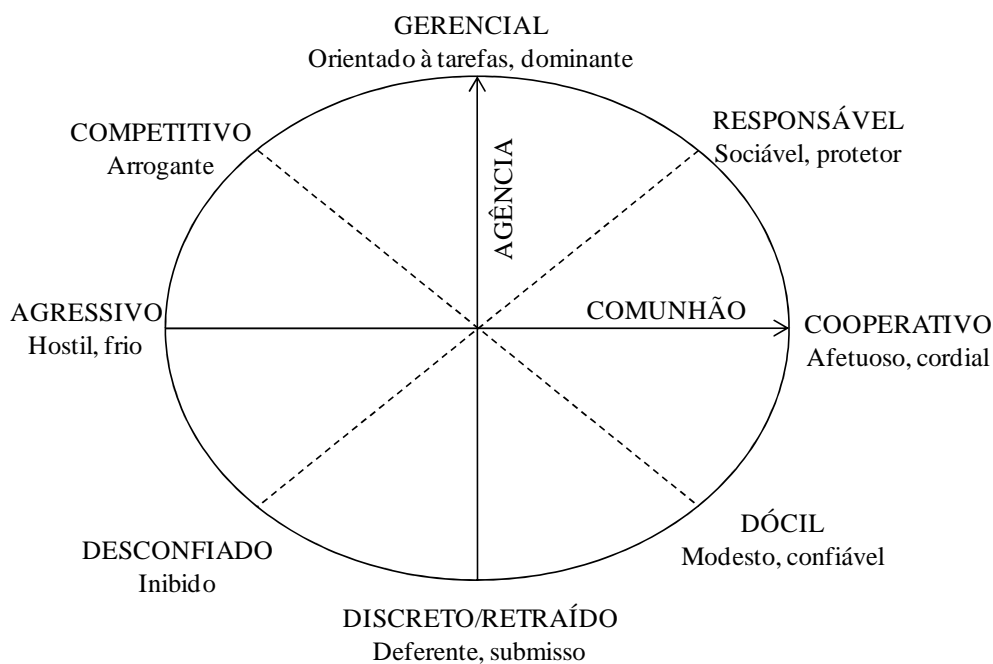 GERENCIAL
Orientado à tarefas, dominante
COMPETITIVO
Arrogante
RESPONSÁVEL
Sociável, protetor
AGÊNCIA
AGRESSIVO
Hostil, frio
COMUNHÃO
COOPERATIVO
Afetuoso, cordial
DESCONFIADO
Inibido
DÓCIL
Modesto, confiável
DISCRETO/RETRAÍDO
Deferente, submisso